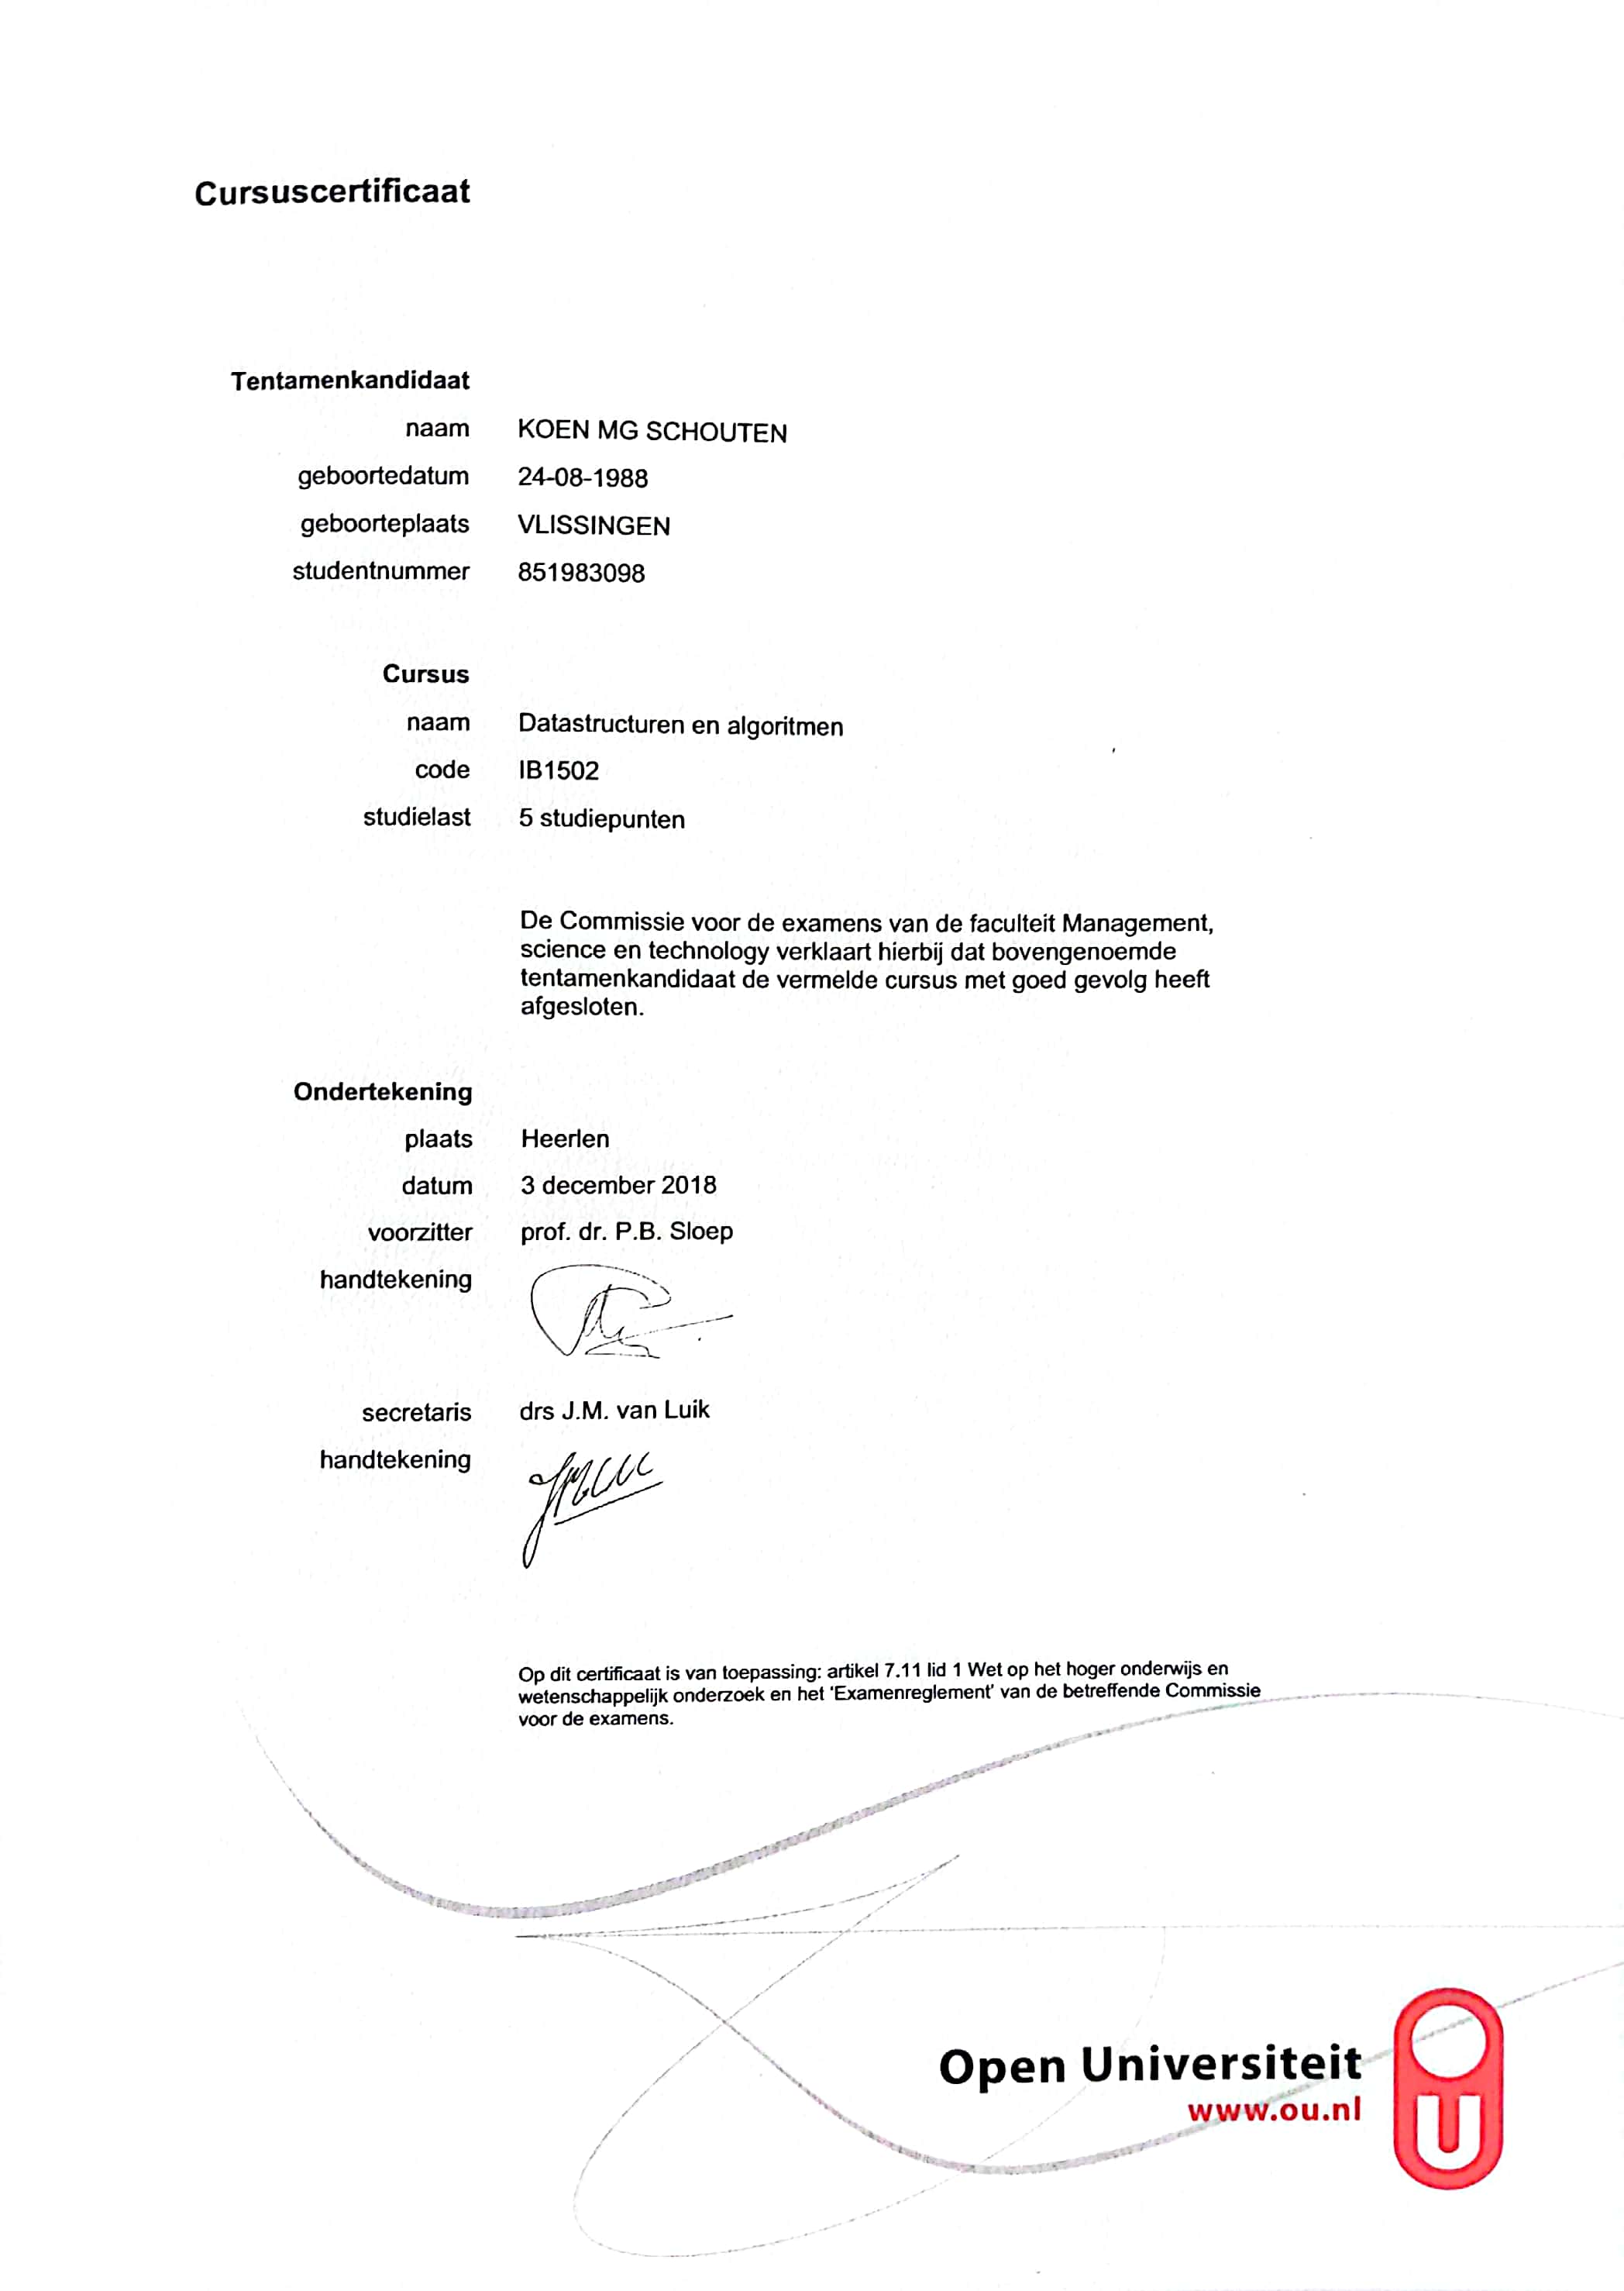 Cursuscertificaat
Tentamenkandidaat
naam KOEN MG SCHOUTEN
geboortedatum 24-08-1988
geboorteplaats VLISSINGEN
studentnummer 851983098
Cursus
naam Datastructuren en algoritmen
code IB1502
studielast 5 studiepunten
De Commissie voor de examens van de faculteit Management,
science en technology verklaart hierbij dat bovengenoemde
tentamenkandidaat de vermelde cursus met goed gevolg heeft
afgesloten.
Ondertekening
plaats Heerlen
datum 3 december 2018
voorzitter prof. dr. P.B. Sloep
handtekening
secretaris drs J.M. van Luik
handtekening
Op dit certificaat is van toepassing: artikel 7.11 lid 1 Wet op het hoger onderwijs en
wetenschappelijk onderzoek en het 'Examenreglement' van de betreffende Commissie
voor de examens.
Open Universiteit
www.ou.nl